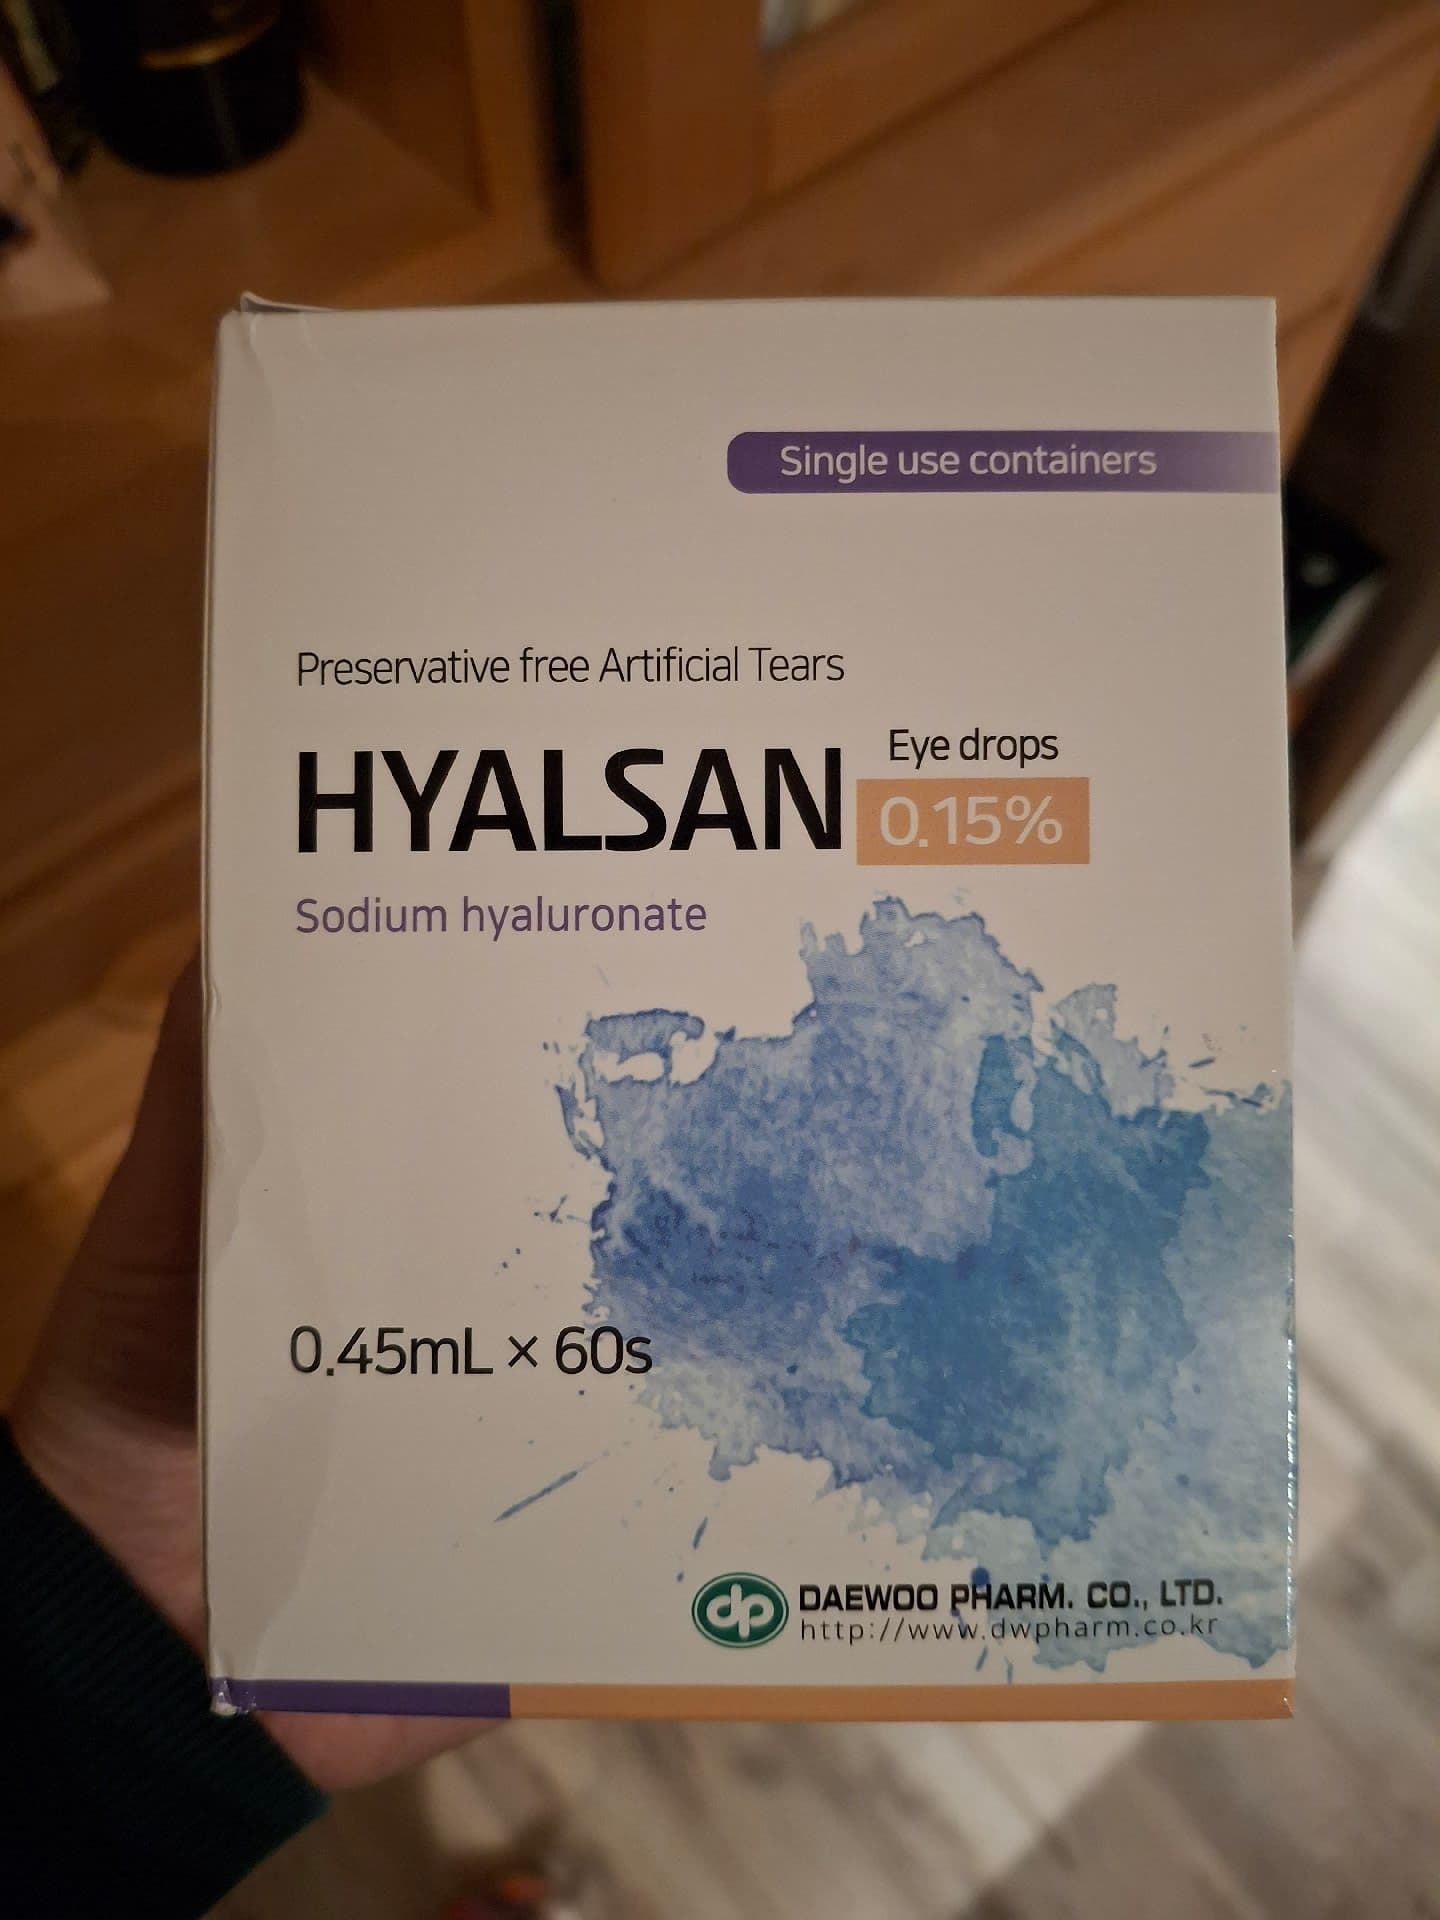 Single use containers
Preservative free Artificial Tears
HYALSAN Eye drops 0.15%
Sodium hyaluronate
0.45mL × 60s
dp DAEWOO PHARM. CO., LTD.
http://www.dwpharm.co.kr